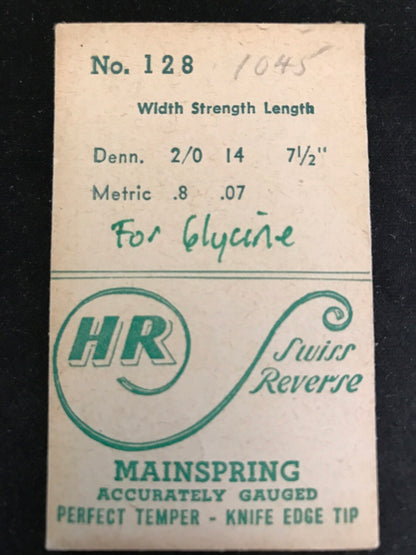 No. 128 1045
Width Strength Length
Denn. 2/0 14 7½"
Metric .8 .07
For Glycine
HR
Swiss
Reverse
MAINSPRING
ACCURATELY GAUGED
PERFECT TEMPER - KNIFE EDGE TIP